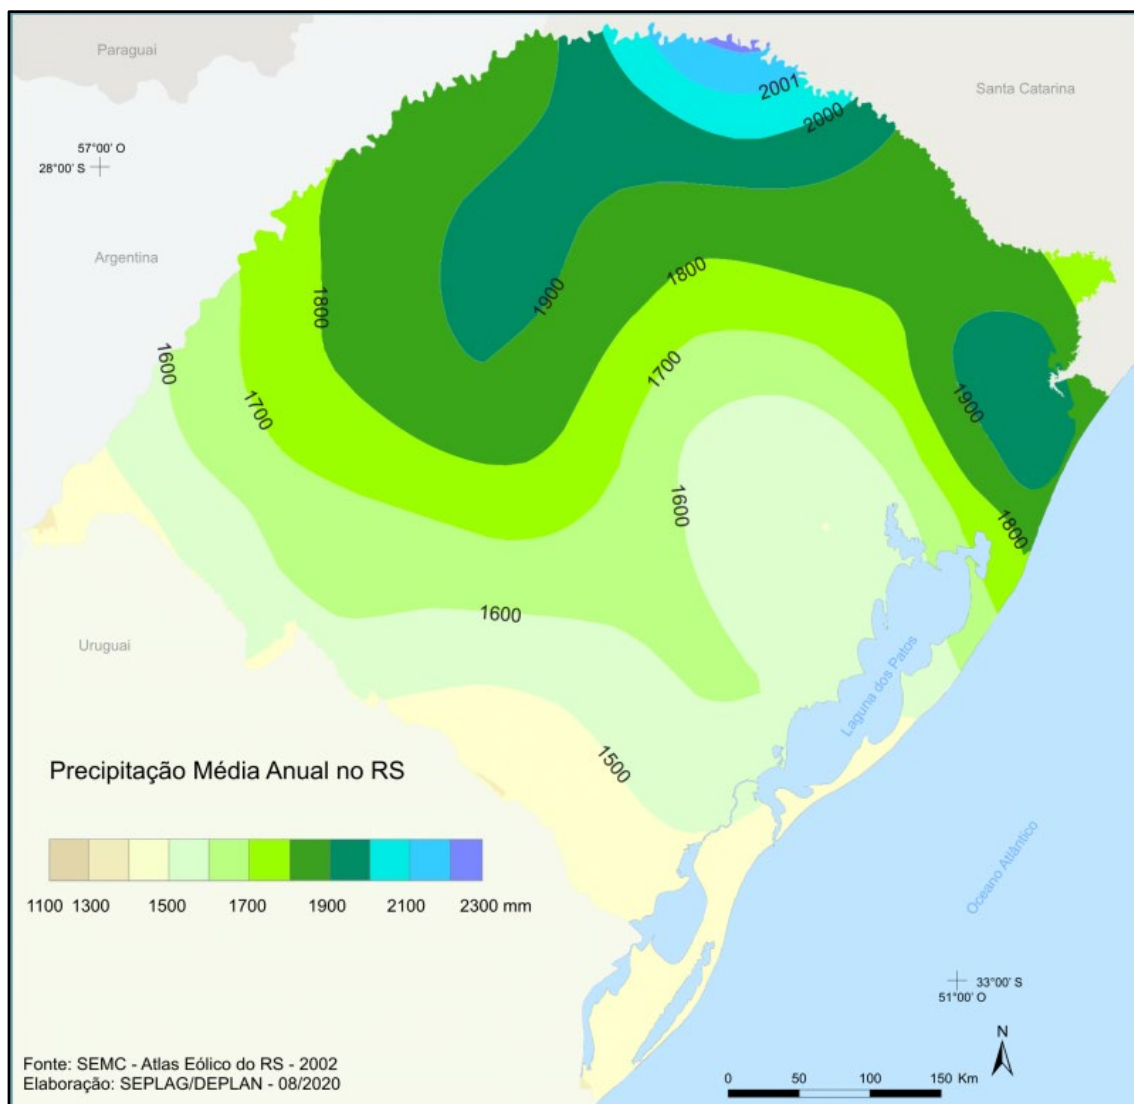 Paraguai
Santa Catarina
2001
2000
57°00' O
28°00' S
Argentina
1800
1900
1800
1600
1700
1700
1900
1600
1800
1600
Uruguai
Laguna dos Patos
1500
Precipitação Média Anual no RS
1100 1300 1500 1700 1900 2100 2300 mm
Oceano Atlântico
33°00' S
51°00' O
N
Fonte: SEMC - Atlas Eólico do RS - 2002
Elaboração: SEPLAG/DEPLAN - 08/2020
0 50 100 150 Km